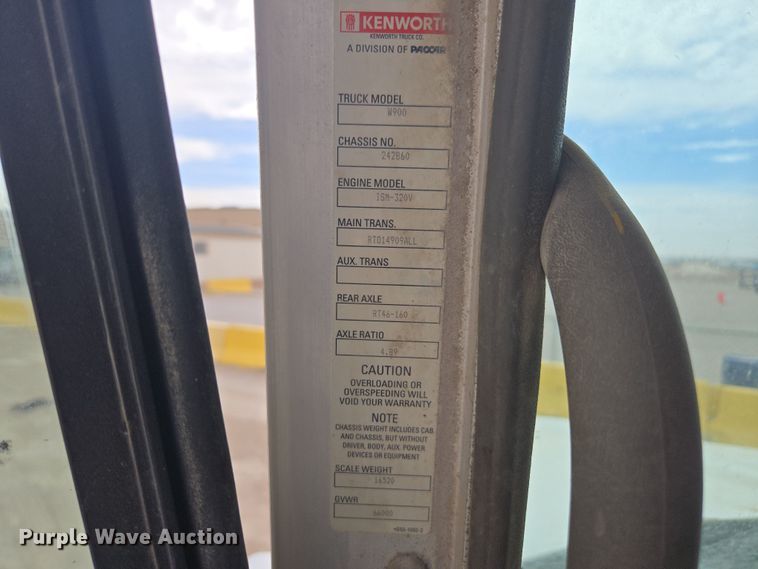 KENWORTH
KENWORTH TRUCK CO.
A DIVISION OF PACCAR
TRUCK MODEL
W900
CHASSIS NO.
242860
ENGINE MODEL
ISM-320V
MAIN TRANS.
RTO14909ALL
AUX. TRANS
REAR AXLE
RT46-160
AXLE RATIO
4.89
CAUTION
OVERLOADING OR
OVERSPEEDING WILL
VOID YOUR WARRANTY
NOTE
CHASSIS WEIGHT INCLUDES CAB
AND CHASSIS, BUT WITHOUT
DRIVER, BODY, AUX. POWER
DEVICES OR EQUIPMENT
SCALE WEIGHT
16520
GVWR
66000
Purple Wave Auction